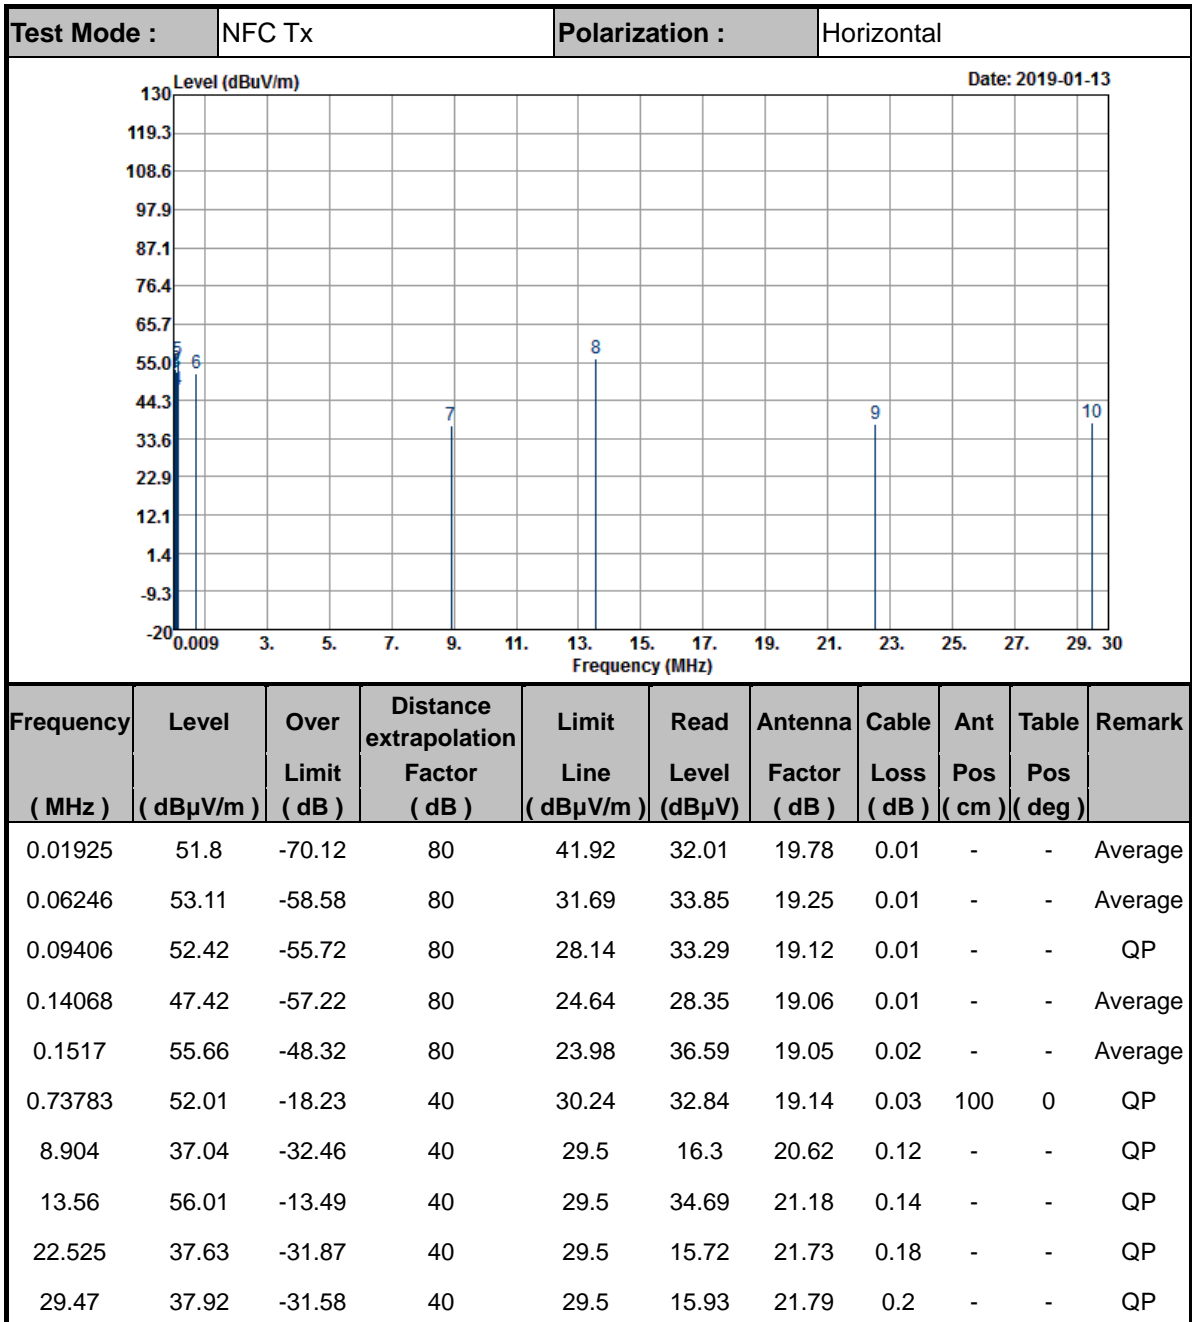 Test Mode : NFC Tx Polarization : Horizontal
Level (dBuV/m) Date: 2019-01-13
130
119.3
108.6
97.9
87.1
76.4
65.7
55.0
44.3
33.6
22.9
12.1
1.4
-9.3
-20
5
6
4
7
8
9
10
0.009 3. 5. 7. 9. 11. 13. 15. 17. 19. 21. 23. 25. 27. 29. 30
Frequency (MHz)
Frequency Level Over Distance extrapolation Limit Read Antenna Cable Ant Table Remark
Limit Factor Line Level Factor Loss Pos Pos
( MHz ) ( dBμV/m ) ( dB ) ( dB ) ( dBμV/m ) (dBμV) ( dB ) ( dB ) ( cm ) ( deg )
0.01925 51.8 -70.12 80 41.92 32.01 19.78 0.01 - - Average
0.06246 53.11 -58.58 80 31.69 33.85 19.25 0.01 - - Average
0.09406 52.42 -55.72 80 28.14 33.29 19.12 0.01 - - QP
0.14068 47.42 -57.22 80 24.64 28.35 19.06 0.01 - - Average
0.1517 55.66 -48.32 80 23.98 36.59 19.05 0.02 - - Average
0.73783 52.01 -18.23 40 30.24 32.84 19.14 0.03 100 0 QP
8.904 37.04 -32.46 40 29.5 16.3 20.62 0.12 - - QP
13.56 56.01 -13.49 40 29.5 34.69 21.18 0.14 - - QP
22.525 37.63 -31.87 40 29.5 15.72 21.73 0.18 - - QP
29.47 37.92 -31.58 40 29.5 15.93 21.79 0.2 - - QP